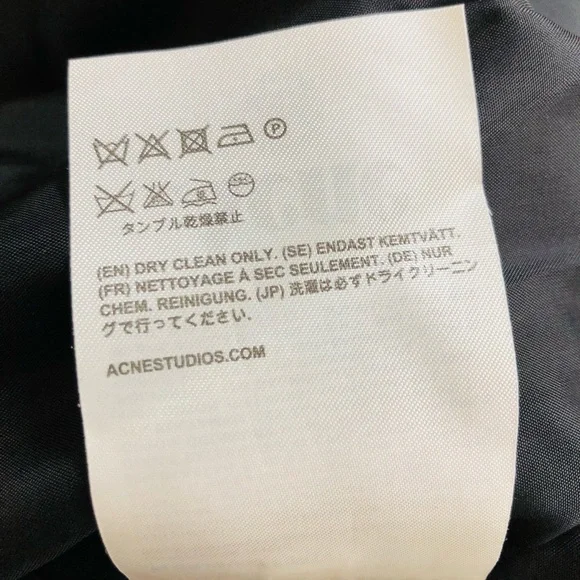 P
タンブル乾燥禁止
(EN) DRY CLEAN ONLY. (SE) ENDAST KEMTVÄTT.
(FR) NETTOYAGE À SEC SEULEMENT. (DE) NUR
CHEM. REINIGUNG. (JP) 洗濯は必ずドライクリーニン
グで行ってください.
ACNESTUDIOS.COM